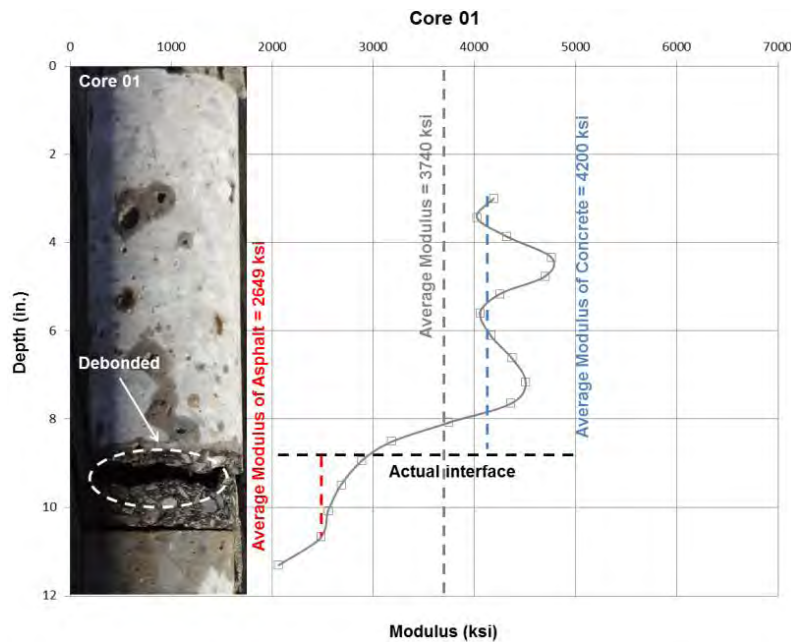 Core 01
0 1000 2000 3000 4000 5000 6000 7000
0
2
4
6
8
10
12
Depth (in.)
Core 01
Debonded
Average Modulus of Asphalt = 2649 ksi
Average Modulus = 3740 ksi
Average Modulus of Concrete = 4200 ksi
Actual interface
Modulus (ksi)